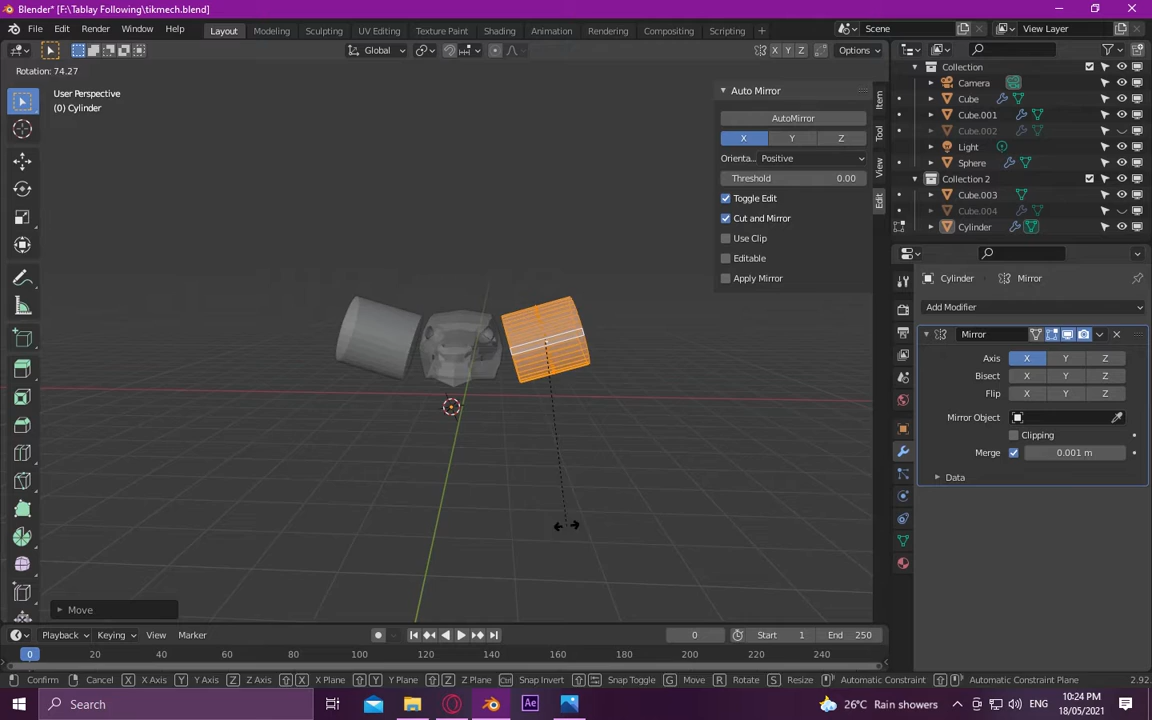 Blender* [F:\Tablay Following\tikmech.blend]
File Edit Render Window Help Layout Modeling Sculpting UV Editing Texture Paint Shading Animation Rendering Compositing Scripting + Scene View Layer
Global X Y Z Options
Rotation: 74.27
User Perspective
(0) Cylinder
Auto Mirror
AutoMirror
X Y Z
Orienta... Positive
Threshold 0.00
Toggle Edit
Cut and Mirror
Use Clip
Editable
Apply Mirror
Item
Tool
View
Edit
Collection
Camera
Cube
Cube.001
Cube.002
Light
Sphere
Collection 2
Cube.003
Cube.004
Cylinder
Cylinder Mirror
Add Modifier
Mirror
Axis X Y Z
Bisect X Y Z
Flip X Y Z
Mirror Object
Clipping
Merge 0.001 m
Data
Move
Playback Keying View Marker 0 Start 1 End 250
0 20 40 60 80 100 120 140 160 180 200 220 240
Confirm Cancel X X Axis Y Y Axis Z Z Axis X X Plane Y Y Plane Z Z Plane Ctrl Snap Invert Snap Toggle G Move R Rotate S Resize Automatic Constraint Automatic Constraint Plane 2.92.
Search 26°C Rain showers 10:24 PM
18/05/2021